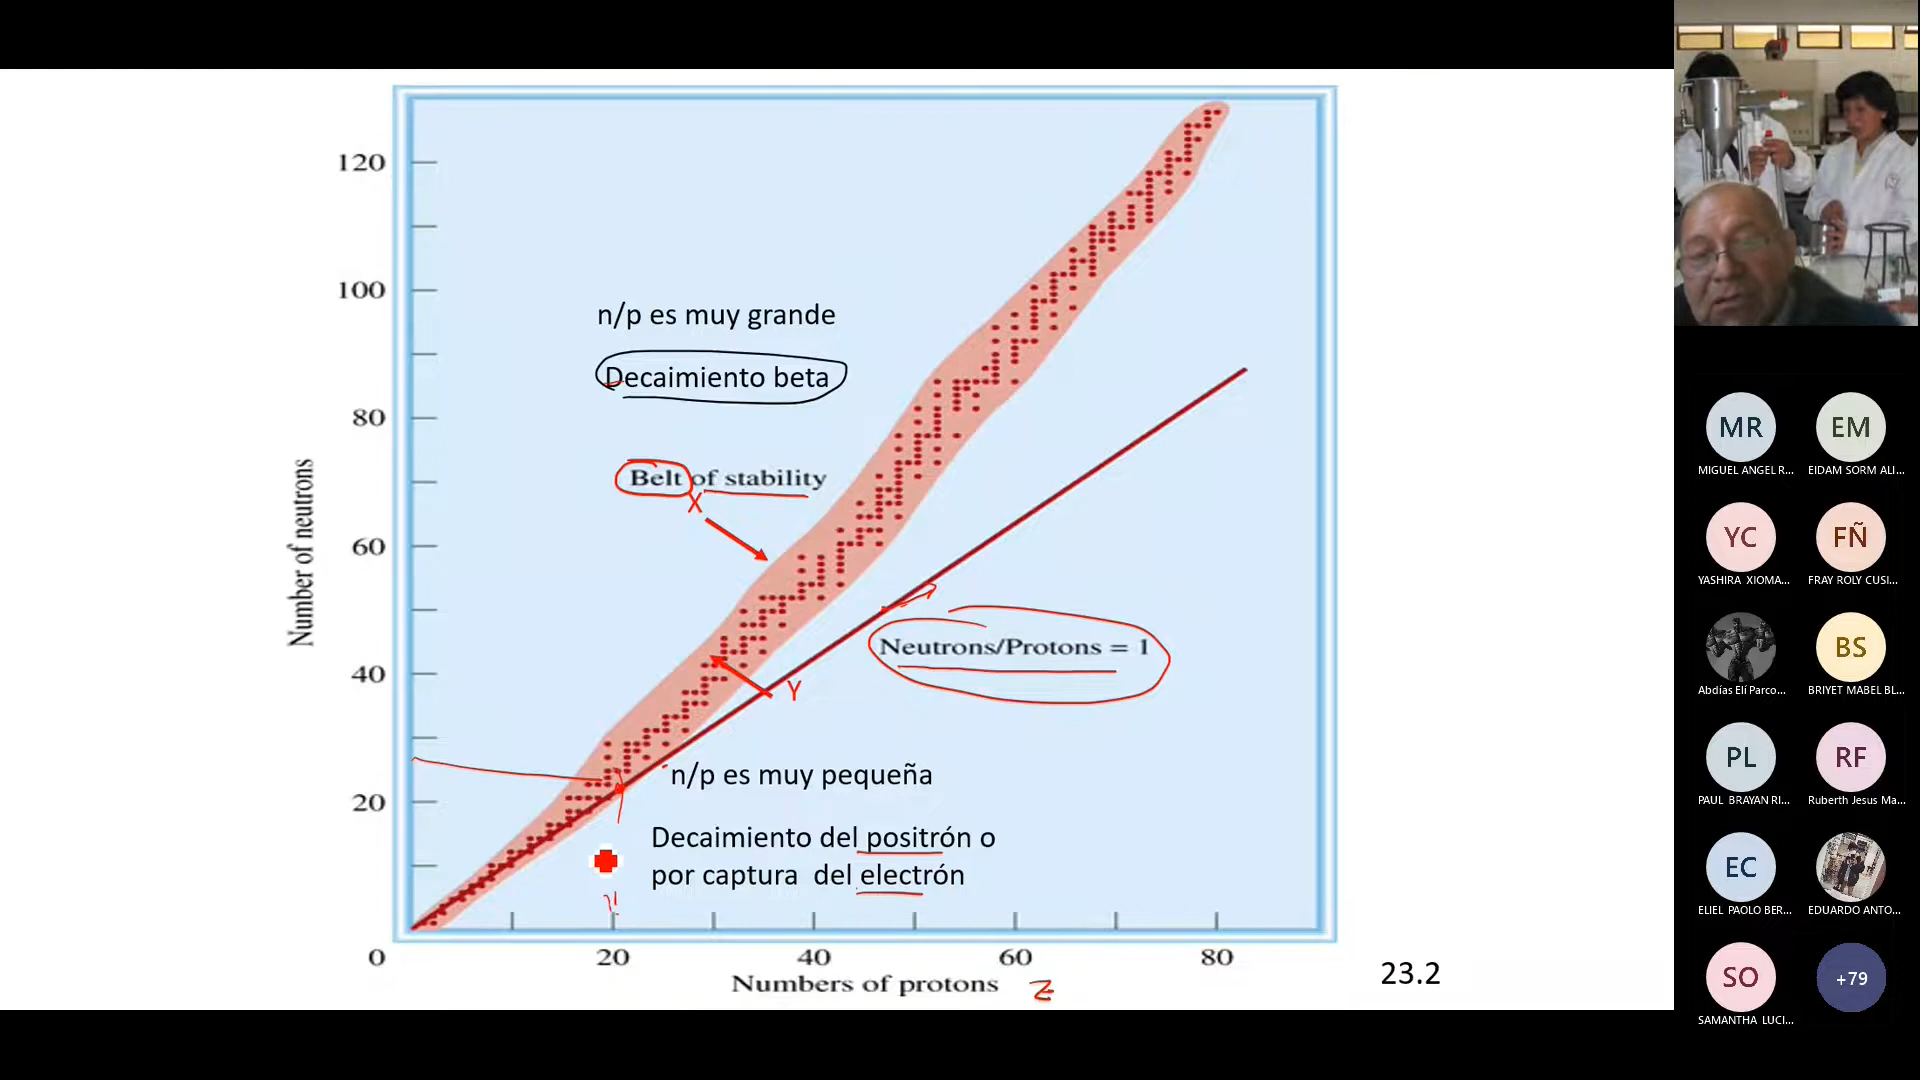 120
100
80
60
40
20
0
20
40
60
80
Number of neutrons
Numbers of protons
Z
n/p es muy grande
Decaimiento beta
Belt of stability
X
Neutrons/Protons = 1
Y
n/p es muy pequeña
Decaimiento del positrón o
por captura del electrón
23.2
MR
MIGUEL ANGEL R...
EM
EIDAM SORM ALI...
YC
YASHIRA XIOMA...
FÑ
FRAY ROLY CUSI...
Abdías Elí Parco...
BS
BRIYET MABEL BL...
PL
PAUL BRAYAN RI...
RF
Ruberth Jesus Ma...
EC
ELIEL PAOLO BER...
EDUARDO ANTO...
SO
SAMANTHA LUCI...
+79